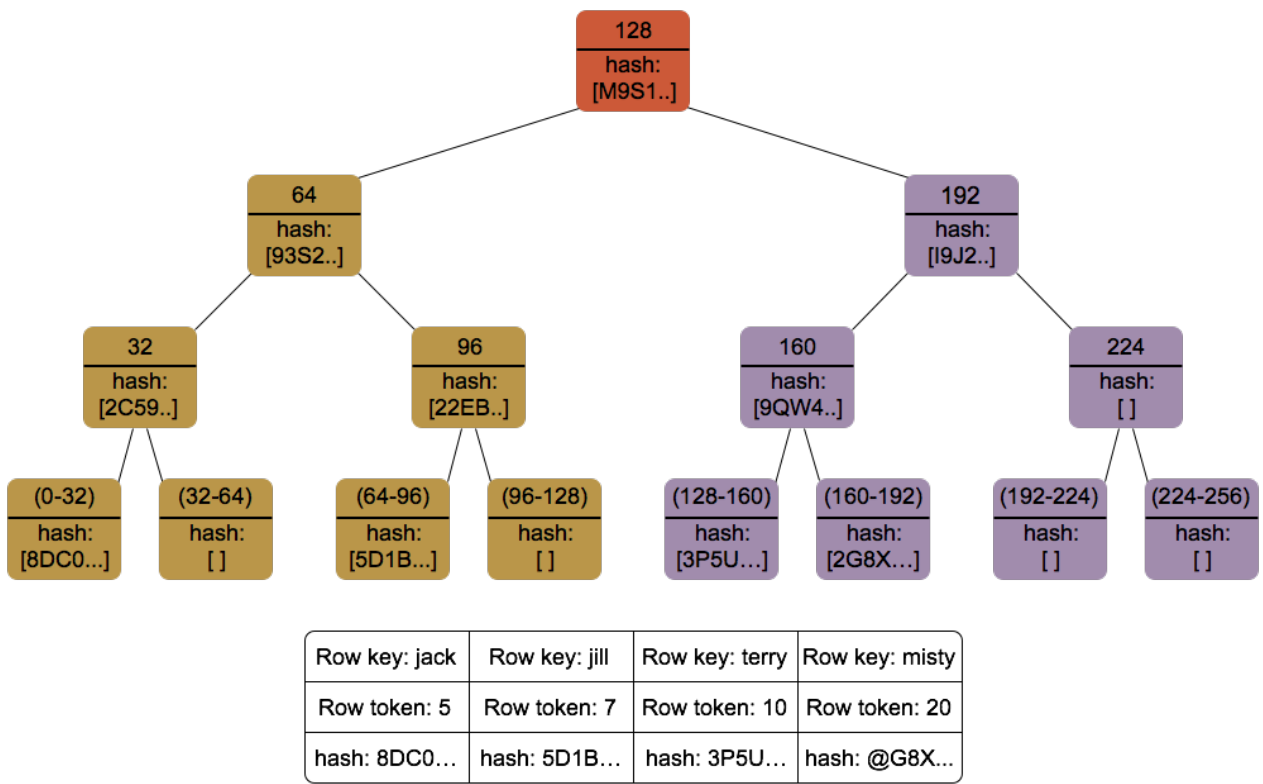 128
hash:
[M9S1..]
64
hash:
[93S2..]
192
hash:
[I9J2..]
32
hash:
[2C59..]
96
hash:
[22EB..]
160
hash:
[9QW4..]
224
hash:
[ ]
(0-32)
hash:
[8DC0...]
(32-64)
hash:
[ ]
(64-96)
hash:
[5D1B...]
(96-128)
hash:
[ ]
(128-160)
hash:
[3P5U…]
(160-192)
hash:
[2G8X…]
(192-224)
hash:
[ ]
(224-256)
hash:
[ ]
Row key: jack Row key: jill Row key: terry Row key: misty
Row token: 5 Row token: 7 Row token: 10 Row token: 20
hash: 8DC0… hash: 5D1B… hash: 3P5U… hash: @G8X...